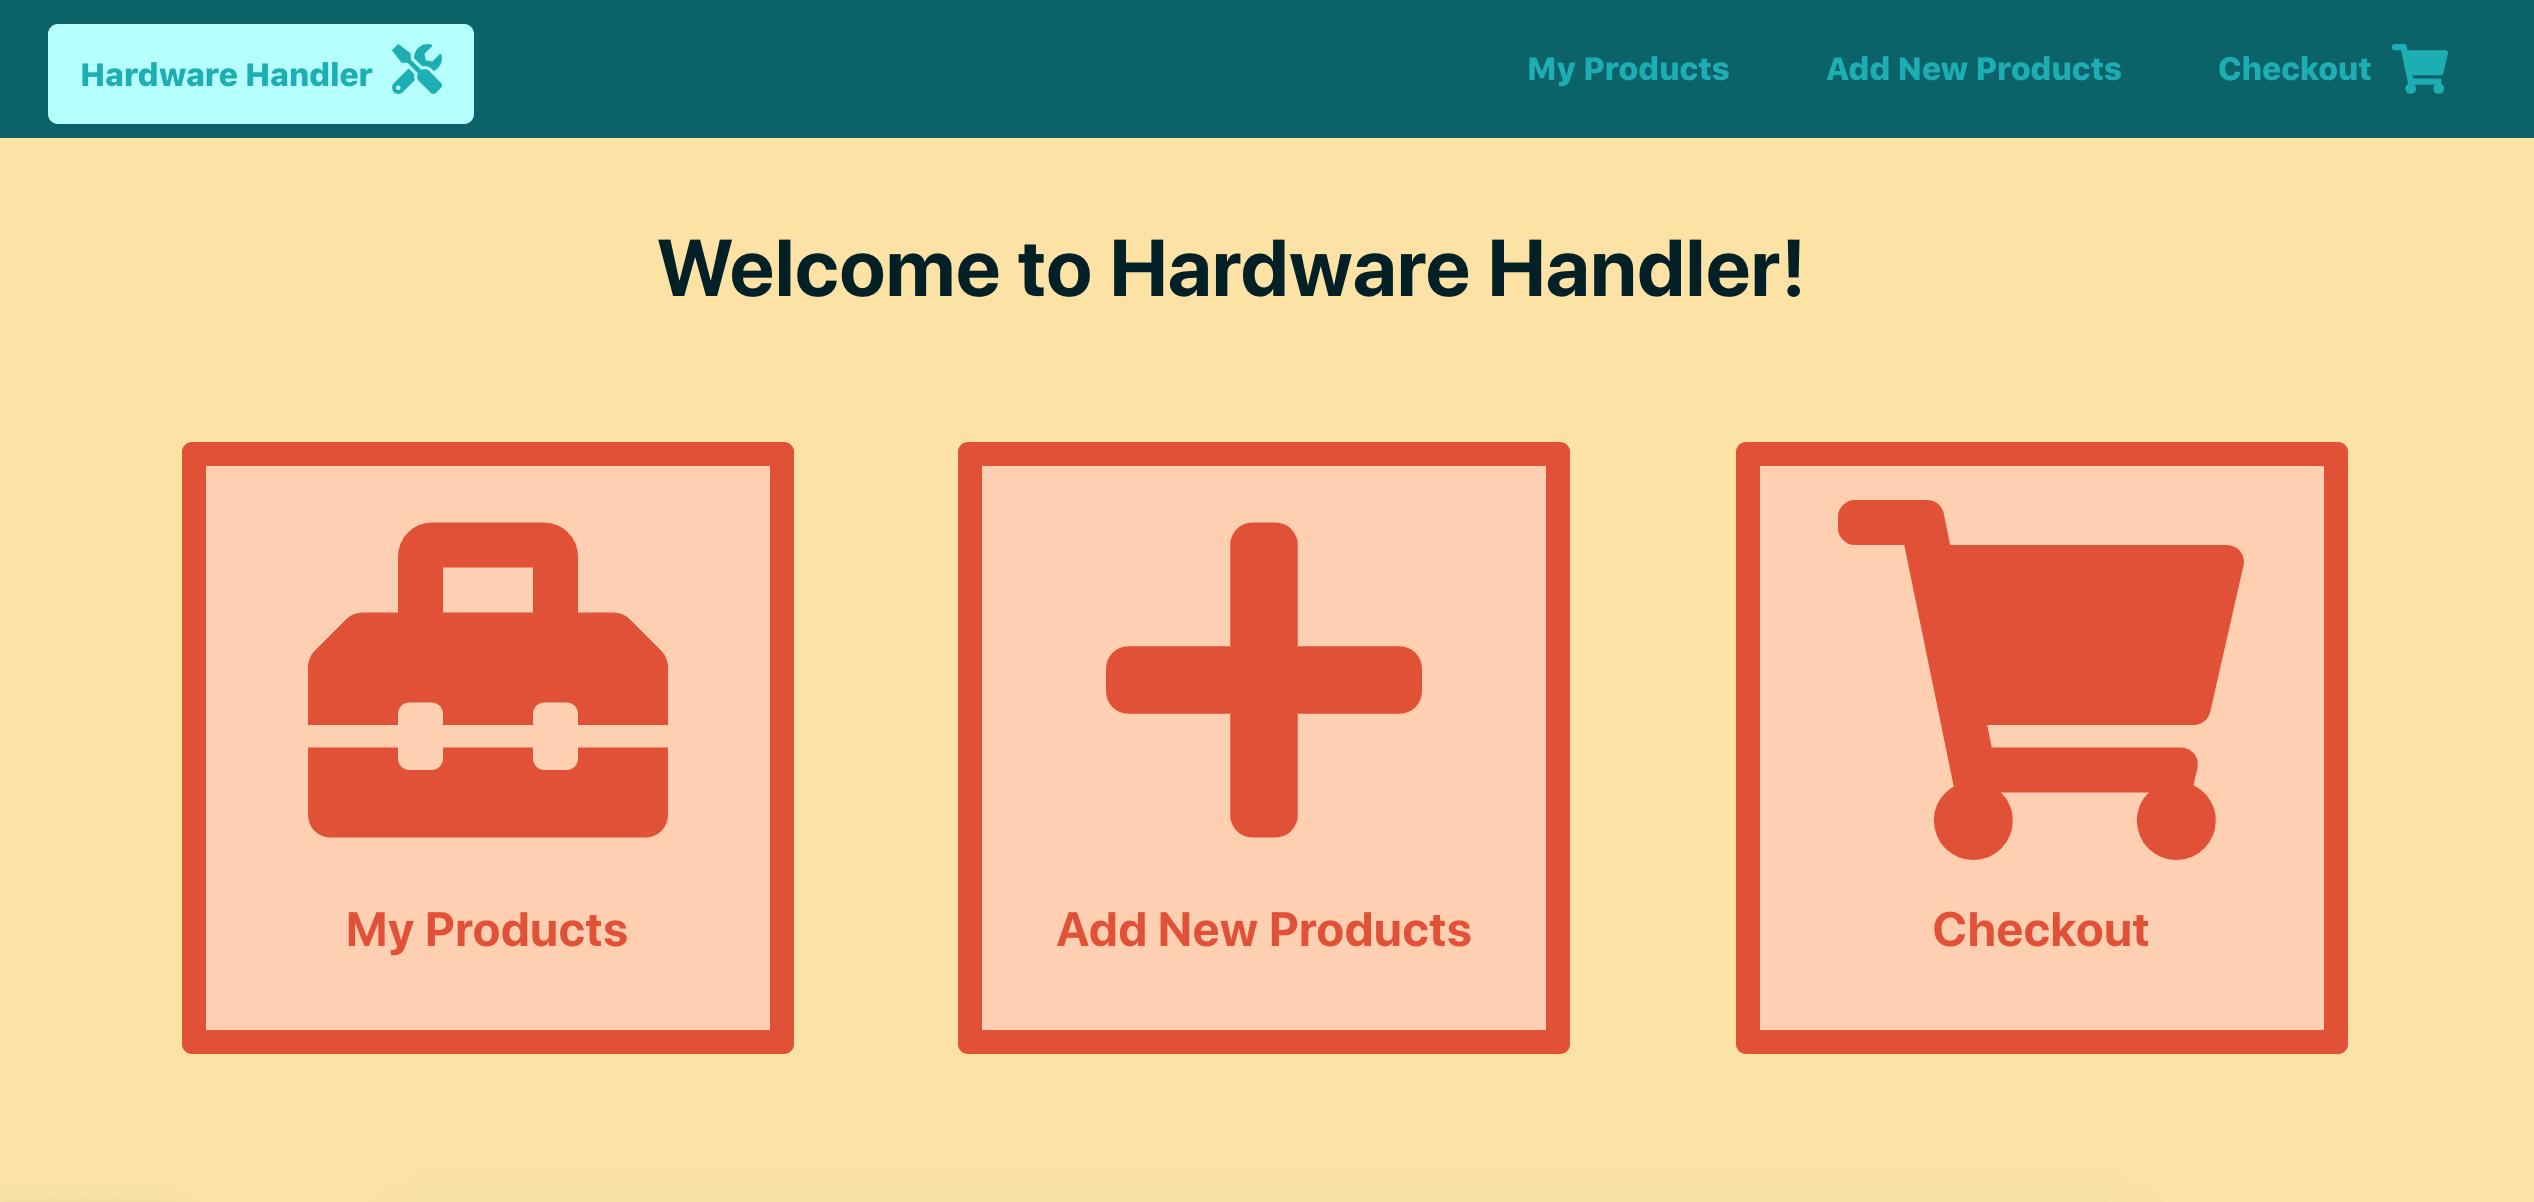 Hardware Handler
My Products
Add New Products
Checkout
Welcome to Hardware Handler!
My Products
Add New Products
Checkout